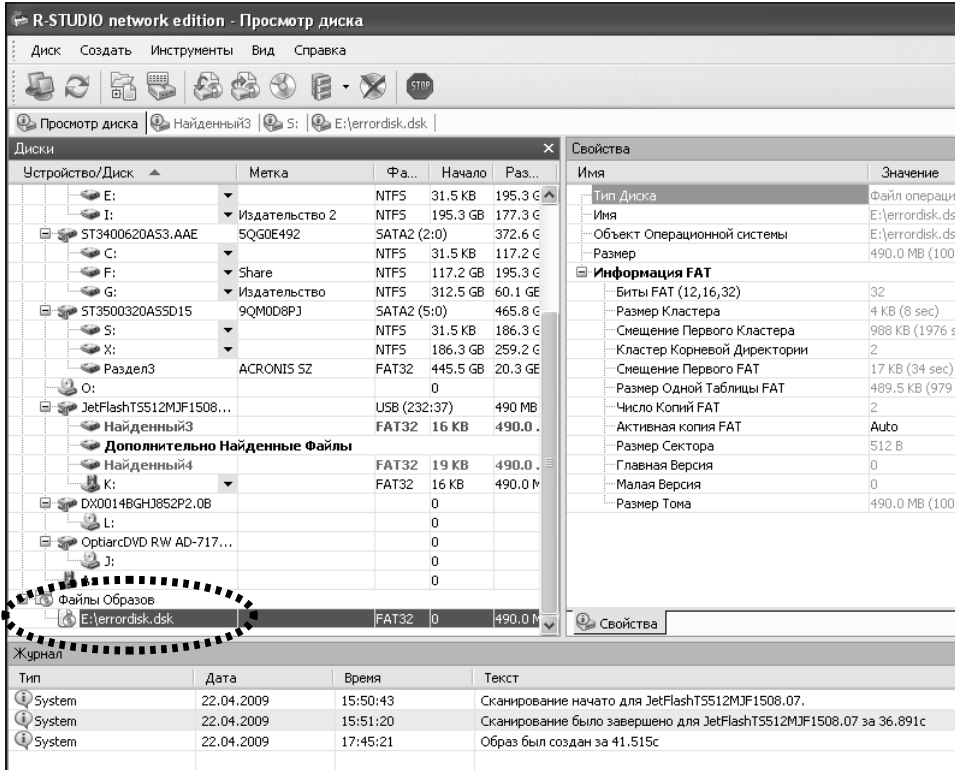 R-STUDIO network edition - Просмотр диска
Диск Создать Инструменты Вид Справка
STOP
Просмотр диска Найденный3 S: E:\errordisk.dsk
Диски
Устройство/Диск Метка Фа... Начало Раз...
E: NTFS 31.5 KB 195.3 G
I: Издательство 2 NTFS 195.3 GB 177.3 G
ST3400620AS3.AAE 5QG0E492 SATA2 (2:0) 372.6 G
C: NTFS 31.5 KB 117.2 G
F: Share NTFS 117.2 GB 195.3 G
G: Издательство NTFS 312.5 GB 60.1 GB
ST3500320ASSD15 9QM0D8PJ SATA2 (5:0) 465.8 G
S: NTFS 31.5 KB 186.3 G
X: NTFS 186.3 GB 259.2 G
Раздел3 ACRONIS SZ FAT32 445.5 GB 20.3 GB
O: 0
JetFlashTS512MJF1508... USB (232:37) 490 MB
Найденный3 FAT32 16 KB 490.0 .
Дополнительно Найденные Файлы
Найденный4 FAT32 19 KB 490.0 .
K: FAT32 16 KB 490.0 M
DX0014BGHJ852P2.0B 0
L: 0
OptiarcDVD RW AD-717... 0
J: 0
A: 0
Файлы Образов
E:\errordisk.dsk FAT32 0 490.0 M
Свойства
Имя Значение
Тип Диска Файл операци
Имя E:\errordisk.ds
Объект Операционной системы E:\errordisk.ds
Размер 490.0 MB (100
Информация FAT
Биты FAT (12,16,32) 32
Размер Кластера 4 KB (8 sec)
Смещение Первого Кластера 988 KB (1976 s
Кластер Корневой Директории 2
Смещение Первого FAT 17 KB (34 sec)
Размер Одной Таблицы FAT 489.5 KB (979
Число Копий FAT 2
Активная копия FAT Auto
Размер Сектора 512 B
Главная Версия 0
Малая Версия 0
Размер Тома 490.0 MB (100
Свойства
Журнал
Тип Дата Время Текст
System 22.04.2009 15:50:43 Сканирование начато для JetFlashTS512MJF1508.07.
System 22.04.2009 15:51:20 Сканирование было завершено для JetFlashTS512MJF1508.07 за 36.891с
System 22.04.2009 17:45:21 Образ был создан за 41.515с